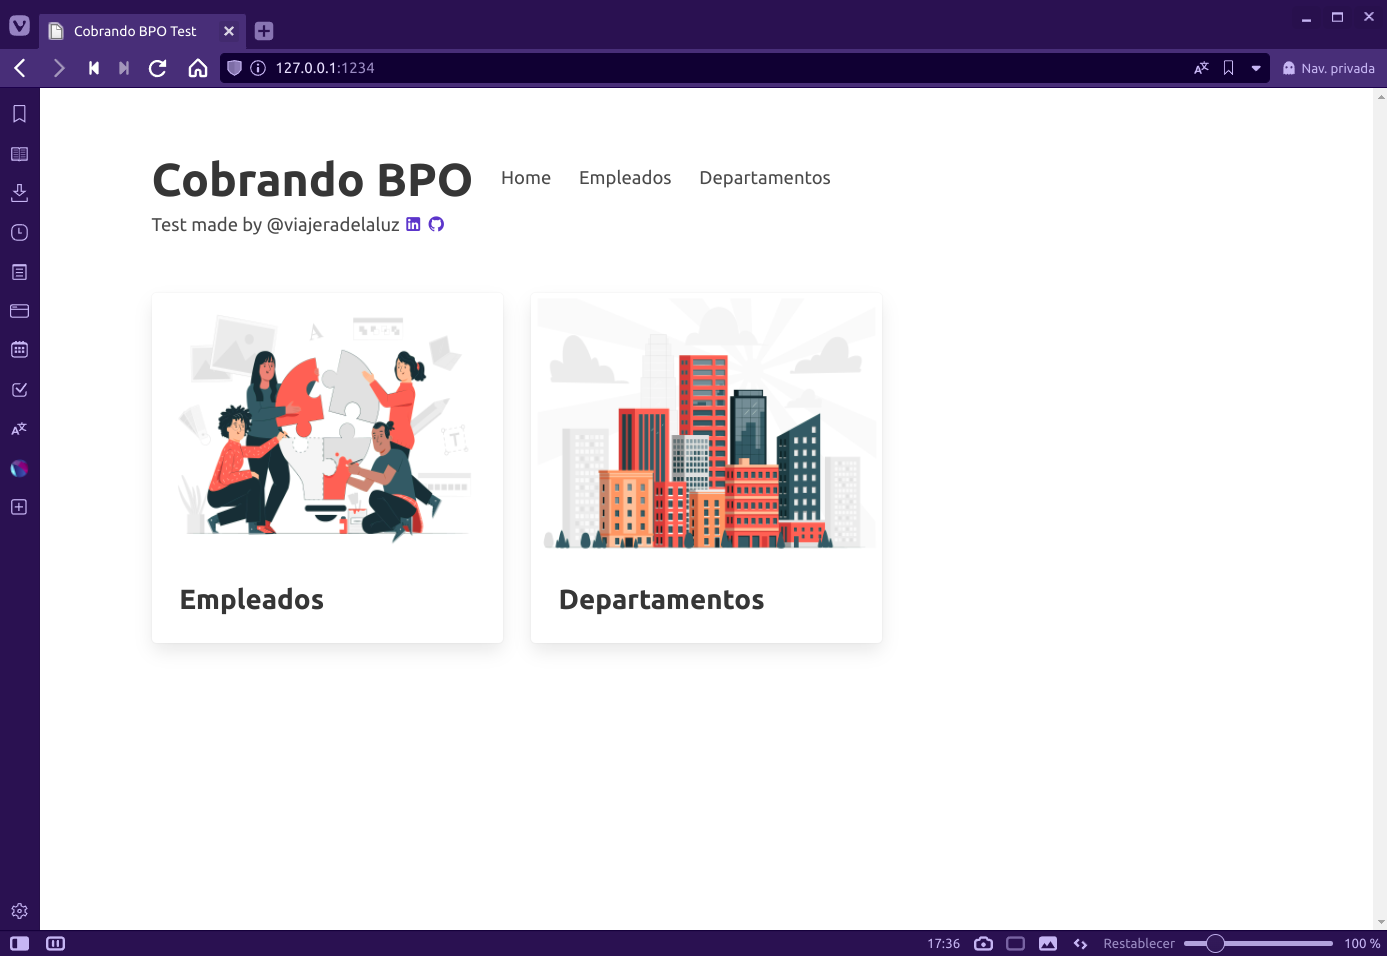 Cobrando BPO Test
127.0.0.1:1234
Nav. privada
Cobrando BPO
Home Empleados Departamentos
Test made by @viajeradelaluz
A
T
Empleados
Departamentos
17:36 Restablecer 100 %